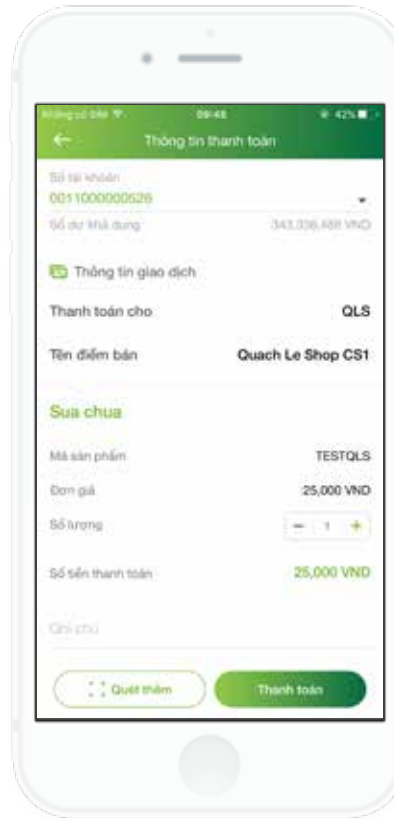 Không có SIM 09:48 42%
Thông tin thanh toán
Số tài khoản
0011000000526
Số dư khả dụng 343,336,488 VND
Thông tin giao dịch
Thanh toán cho QLS
Tên điểm bán Quach Le Shop CS1
Sua chua
Mã sản phẩm TESTQLS
Đơn giá 25,000 VND
Số lượng - 1 +
Số tiền thanh toán 25,000 VND
Ghi chú
Quét thêm Thanh toán